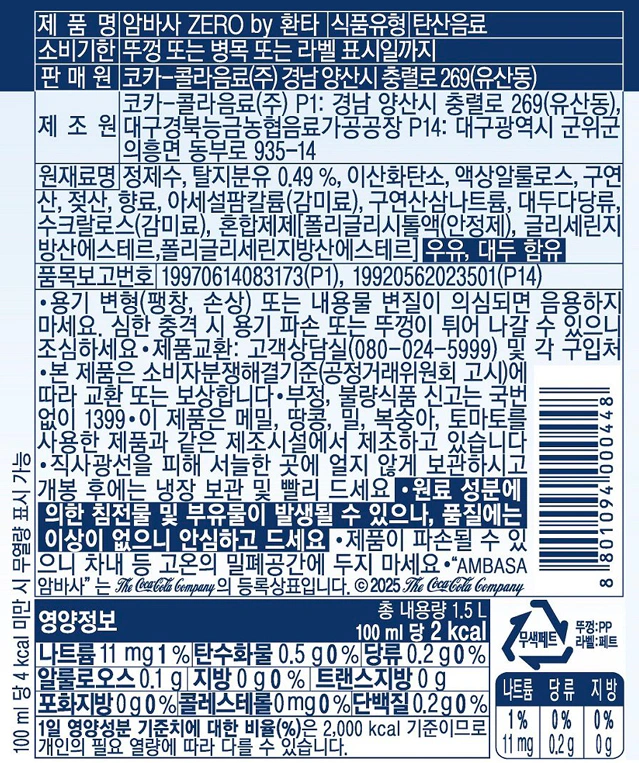 제 품 명 암바사 ZERO by 환타 식품유형 탄산음료
소비기한 뚜껑 또는 병목 또는 라벨 표시일까지
판 매 원 코카-콜라음료(주) 경남 양산시 충렬로 269(유산동)
제 조 원 코카-콜라음료(주) P1: 경남 양산시 충렬로 269(유산동),
대구경북능금농협음료가공공장 P14: 대구광역시 군위군
의흥면 동부로 935-14
원재료명 정제수, 탈지분유 0.49 %, 이산화탄소, 액상알룰로스, 구연
산, 젖산, 향료, 아세설팜칼륨(감미료), 구연산삼나트륨, 대두다당류,
수크랄로스(감미료), 혼합제제[폴리글리시톨액(안정제), 글리세린지
방산에스테르,폴리글리세린지방산에스테르] 우유, 대두 함유
품목보고번호 19970614083173(P1), 19920562023501(P14)
•용기 변형(팽창, 손상) 또는 내용물 변질이 의심되면 음용하지
마세요. 심한 충격 시 용기 파손 또는 뚜껑이 튀어 나갈 수 있으니
조심하세요•제품교환: 고객상담실(080-024-5999) 및 각 구입처
•본 제품은 소비자분쟁해결기준(공정거래위원회 고시)에
따라 교환 또는 보상합니다•부정, 불량식품 신고는 국번
없이 1399•이 제품은 메밀, 땅콩, 밀, 복숭아, 토마토를
사용한 제품과 같은 제조시설에서 제조하고 있습니다
•직사광선을 피해 서늘한 곳에 얼지 않게 보관하시고
개봉 후에는 냉장 보관 및 빨리 드세요 •원료 성분에
의한 침전물 및 부유물이 발생될 수 있으나, 품질에는
이상이 없으니 안심하고 드세요 •제품이 파손될 수 있
으니 차내 등 고온의 밀폐공간에 두지 마세요•“AMBASA
암바사” 는 The Coca-Cola Company 의 등록상표입니다. ©2025 The Coca-Cola Company
8 801094 000448
100 ml 당 4 kcal 미만 시 무열량 표시 가능
영양정보 총 내용량 1.5 L
100 ml 당 2 kcal
나트륨 11 mg 1 % 탄수화물 0.5 g 0 % 당류 0.2 g 0 %
알룰로오스 0.1 g 지방 0 g 0 % 트랜스지방 0 g
포화지방 0 g 0 % 콜레스테롤 0 mg 0 % 단백질 0.2 g 0 %
1일 영양성분 기준치에 대한 비율(%)은 2,000 kcal 기준이므로
개인의 필요 열량에 따라 다를 수 있습니다.
무색페트
뚜껑:PP
라벨:페트
나트륨 당류 지방
1% 0% 0%
11 mg 0.2 g 0 g